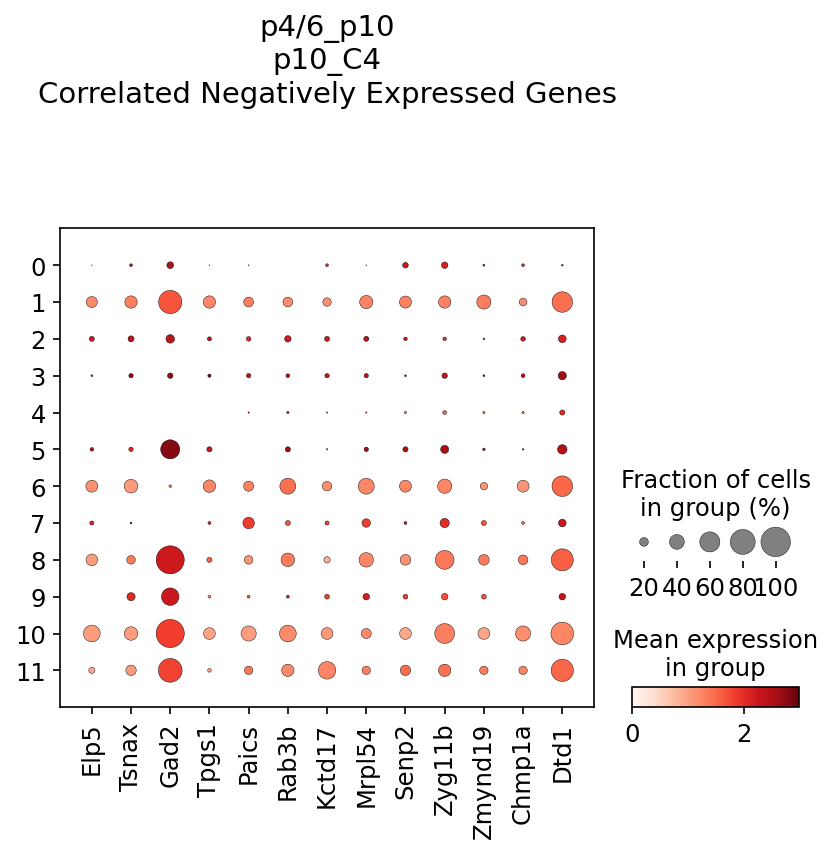 p4/6_p10
p10_C4
Correlated Negatively Expressed Genes
0
1
2
3
4
5
6
7
8
9
10
11
Elp5
Tsnax
Gad2
Tpgs1
Paics
Rab3b
Kctd17
Mrpl54
Senp2
Zyg11b
Zmynd19
Chmp1a
Dtd1
Fraction of cells
in group (%)
20 40 60 80 100
Mean expression
in group
0 2